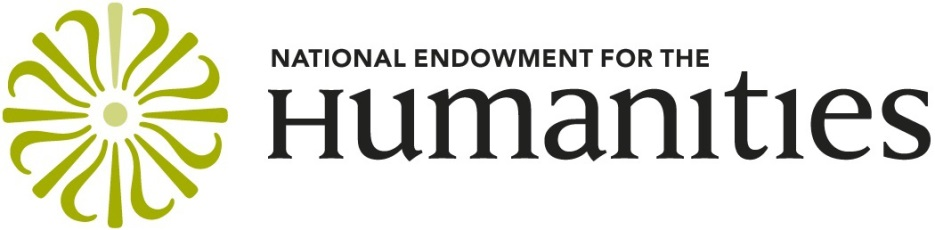 NATIONAL ENDOWMENT FOR THE
Humanities